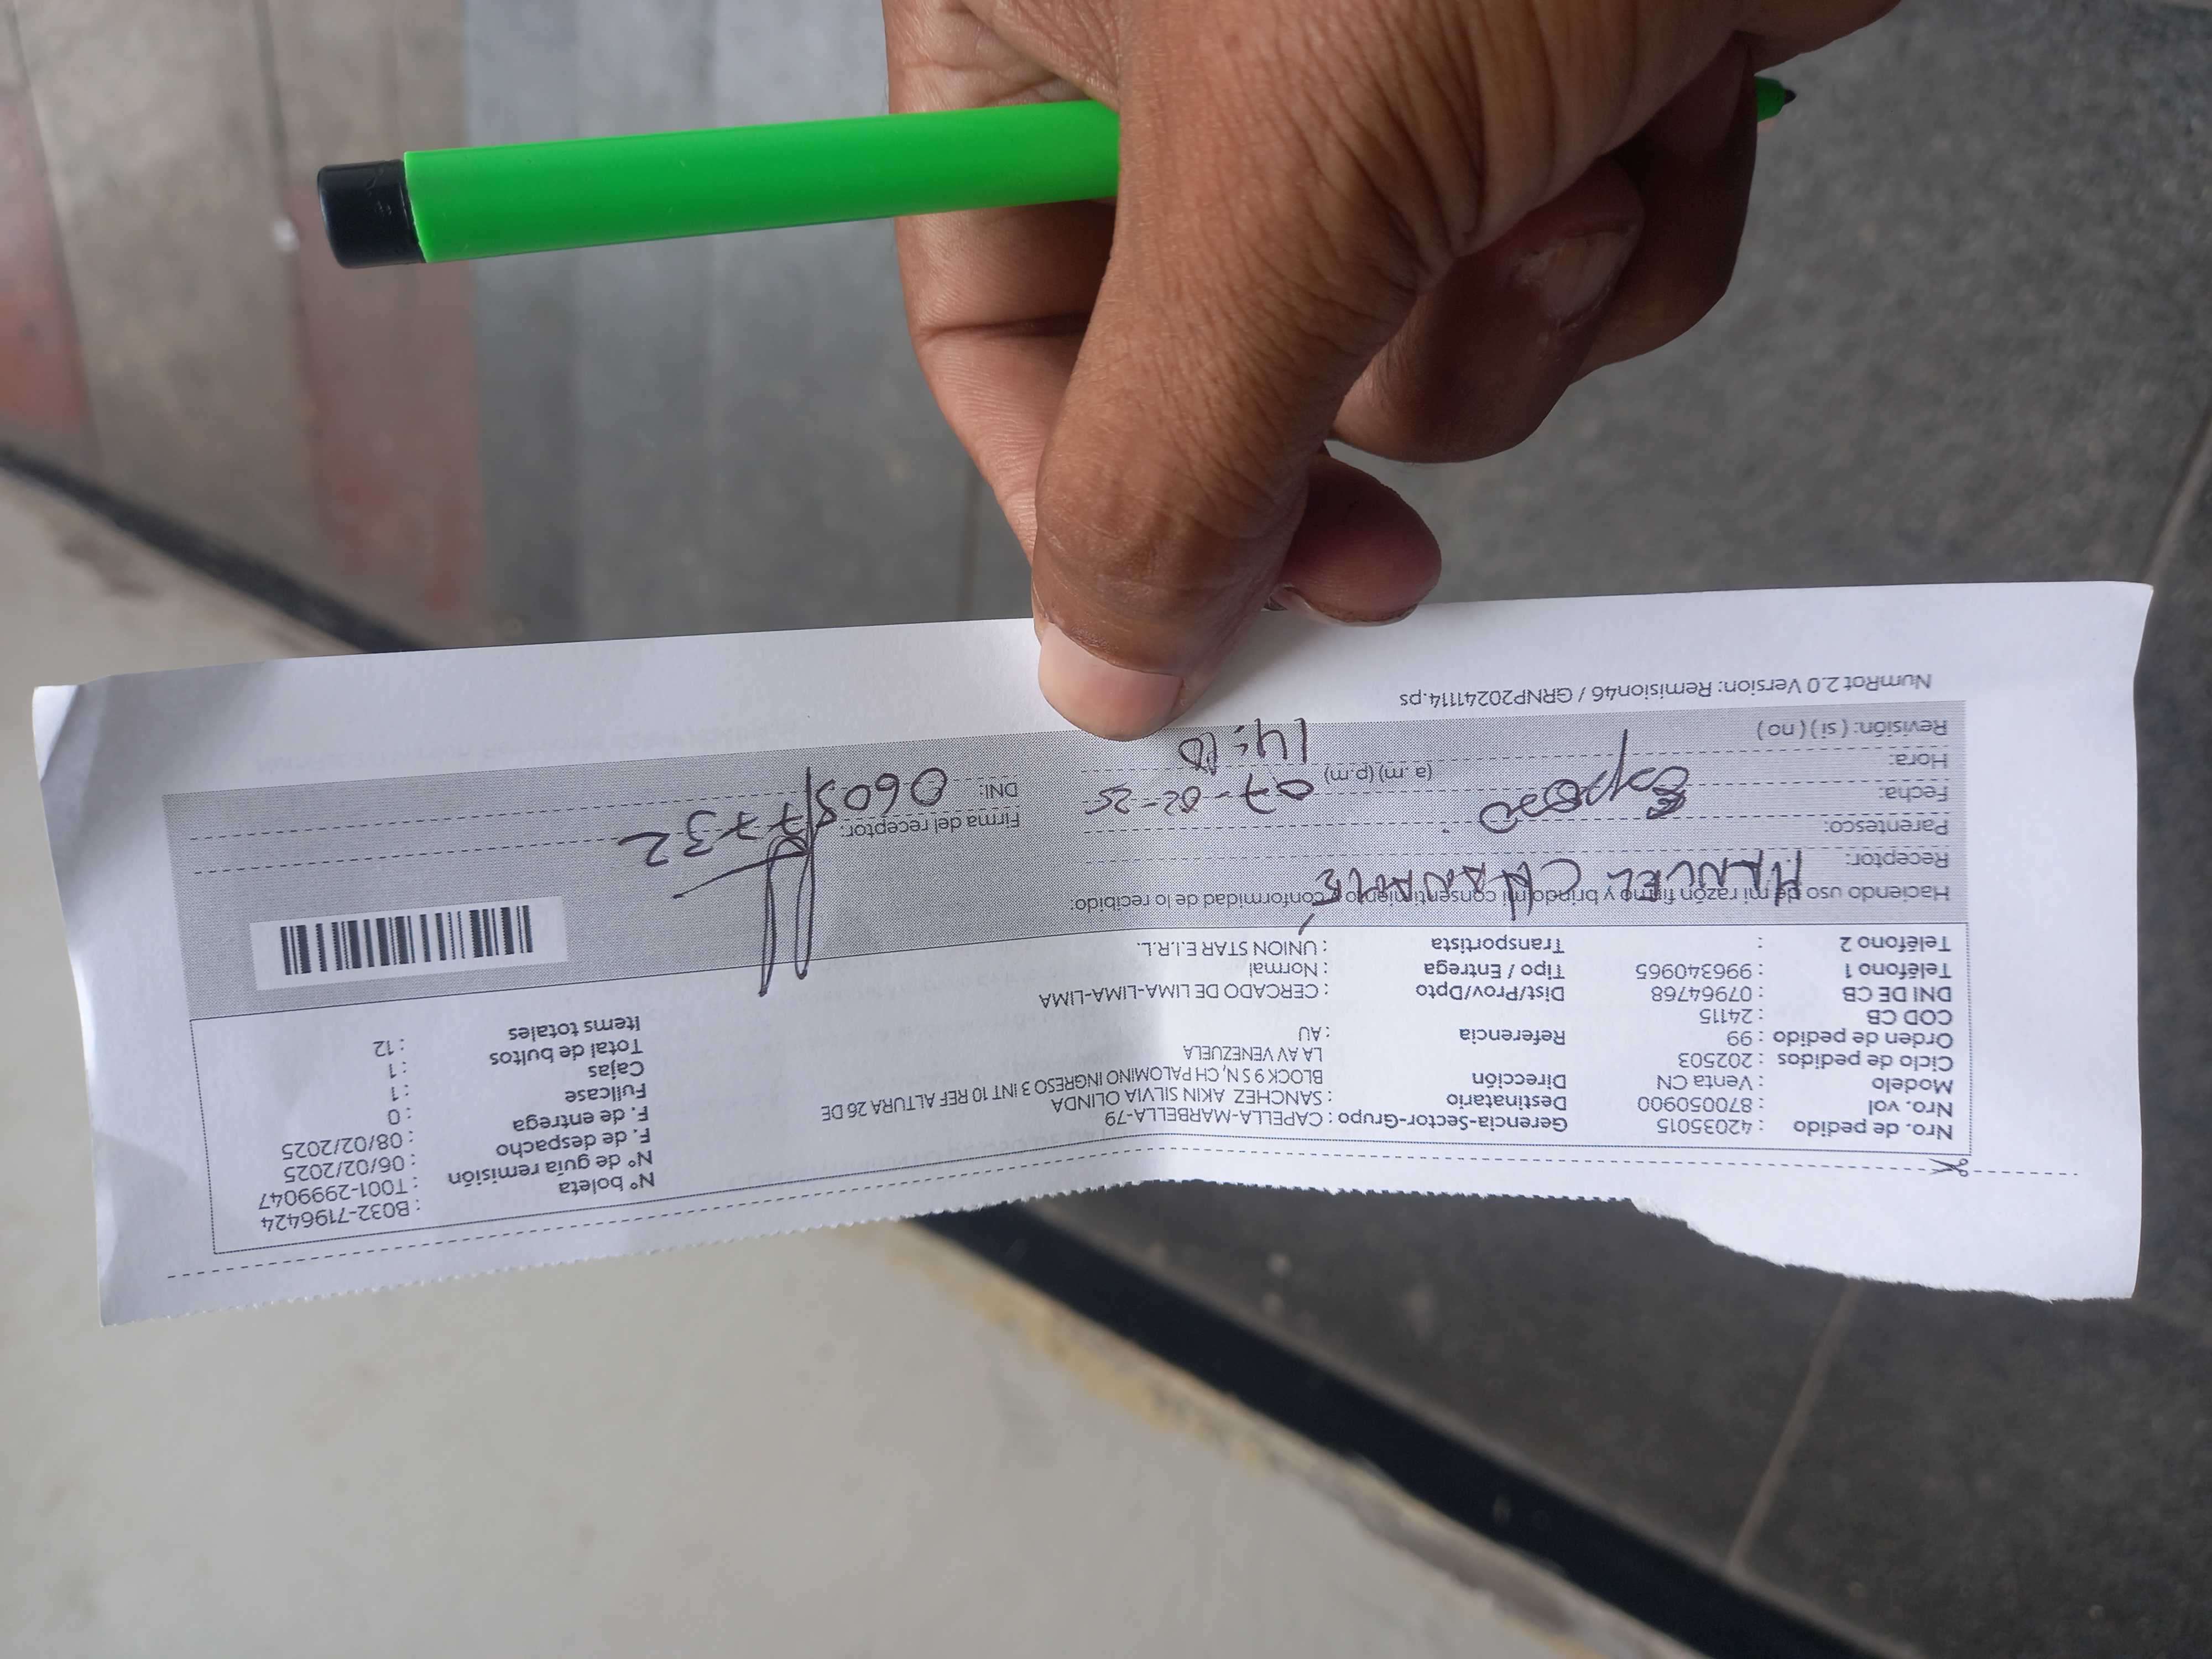 Nro. de pedido : 42035015
Nro. vol : 870050900
Modelo : Venta CN
Ciclo de pedidos : 202503
Orden de pedido : 99
COD CB : 24115
DNI DE CB : 07964768
Teléfono 1 : 996340965
Teléfono 2 :
Gerencia-Sector-Grupo : CAPELLA-MARBELLA-79
Destinatario : SANCHEZ AKIN SILVIA OLINDA
Dirección BLOCK 9 S N, CH PALOMINO INGRESO 3 INT 10 REF ALTURA 26 DE
LA AV VENEZUELA
Referencia : AU
Dist/Prov/Dpto : CERCADO DE LIMA-LIMA-LIMA
Tipo / Entrega : Normal
Transportista : UNION STAR E.I.R.L.
N° boleta : B032-7196424
N° de guía remisión : T001-2999047
F. de despacho : 06/02/2025
F. de entrega : 08/02/2025
Fullcase : 0
Cajas : 1
Total de bultos : 1
Items totales : 12
Haciendo uso de mi razón firmo y brindo mi consentimiento y conformidad de lo recibido:
Receptor: MANUEL
Parentesco: Esposo
Fecha: 07-02-25
Hora: (a.m) (p.m) 14:10
Revisión: ( si ) ( no )
Firma del receptor:
DNI: 06057732
NumRot 2.0 Version: Remision46 / GRNP20241114.ps